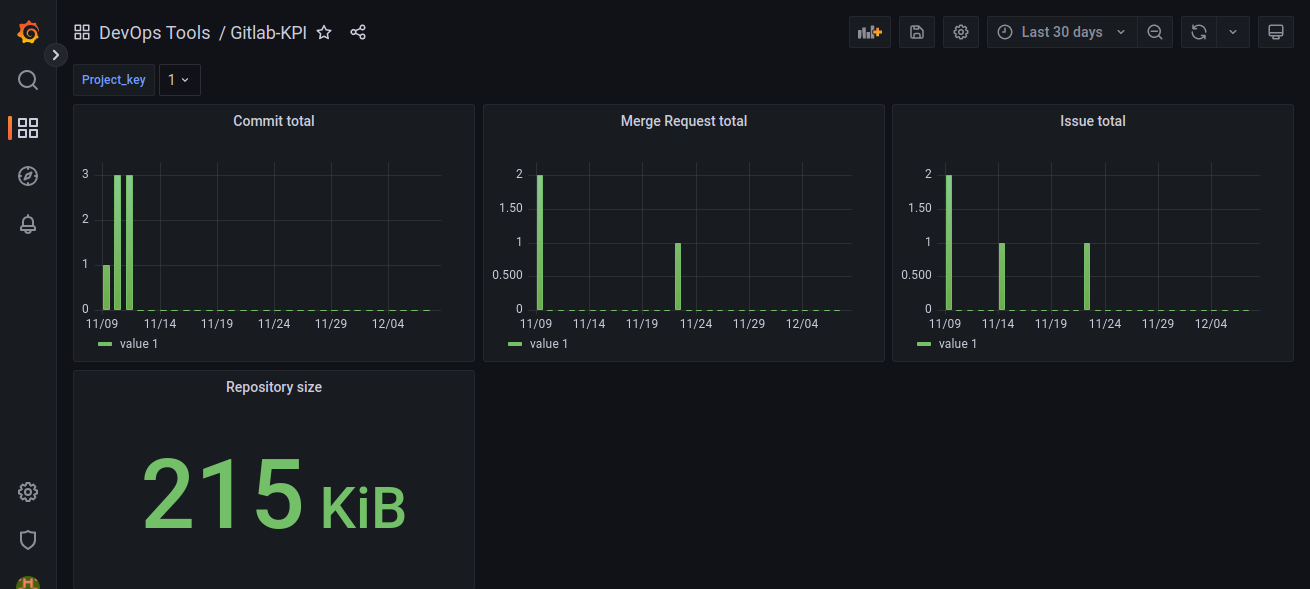 DevOps Tools / Gitlab-KPI
Last 30 days
Project_key 1
Commit total
3
2
1
0
11/09 11/14 11/19 11/24 11/29 12/04
value 1
Merge Request total
2
1.50
1
0.500
0
11/09 11/14 11/19 11/24 11/29 12/04
value 1
Issue total
2
1.50
1
0.500
0
11/09 11/14 11/19 11/24 11/29 12/04
value 1
Repository size
215 KiB